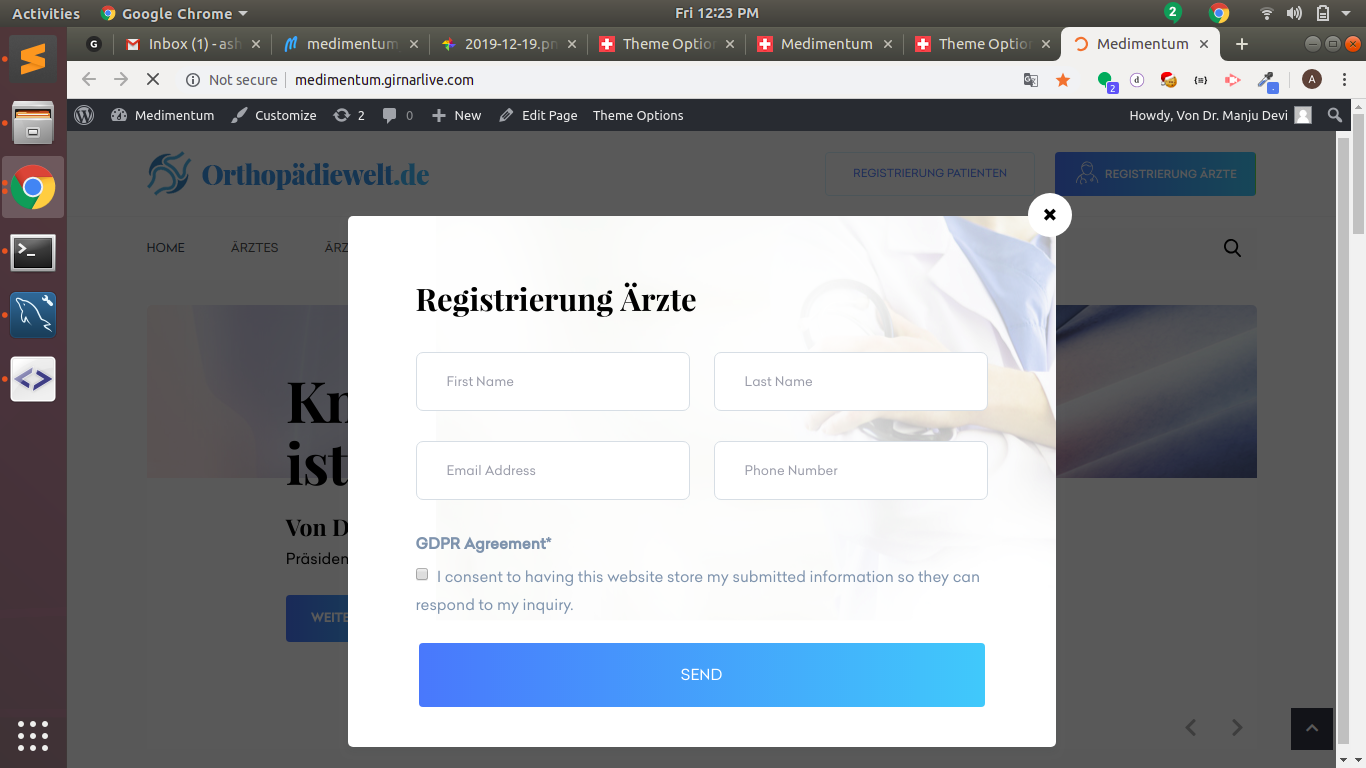 Activities
Google Chrome
Fri 12:23 PM
2
G
Inbox (1) - ash
medimentum
2019-12-19.pn
Theme Option
Medimentum
Theme Option
Medimentum
Not secure
medimentum.girnarlive.com
2
A
Medimentum
Customize
2
0
New
Edit Page
Theme Options
Howdy, Von Dr. Manju Devi
Orthopädiewelt.de
REGISTRIERUNG PATIENTEN
REGISTRIERUNG ÄRZTE
HOME
ÄRZTES
ÄRZ
Kn
ist
Von D
Präsiden
WEITE
Registrierung Ärzte
First Name
Last Name
Email Address
Phone Number
GDPR Agreement*
I consent to having this website store my submitted information so they can
respond to my inquiry.
SEND